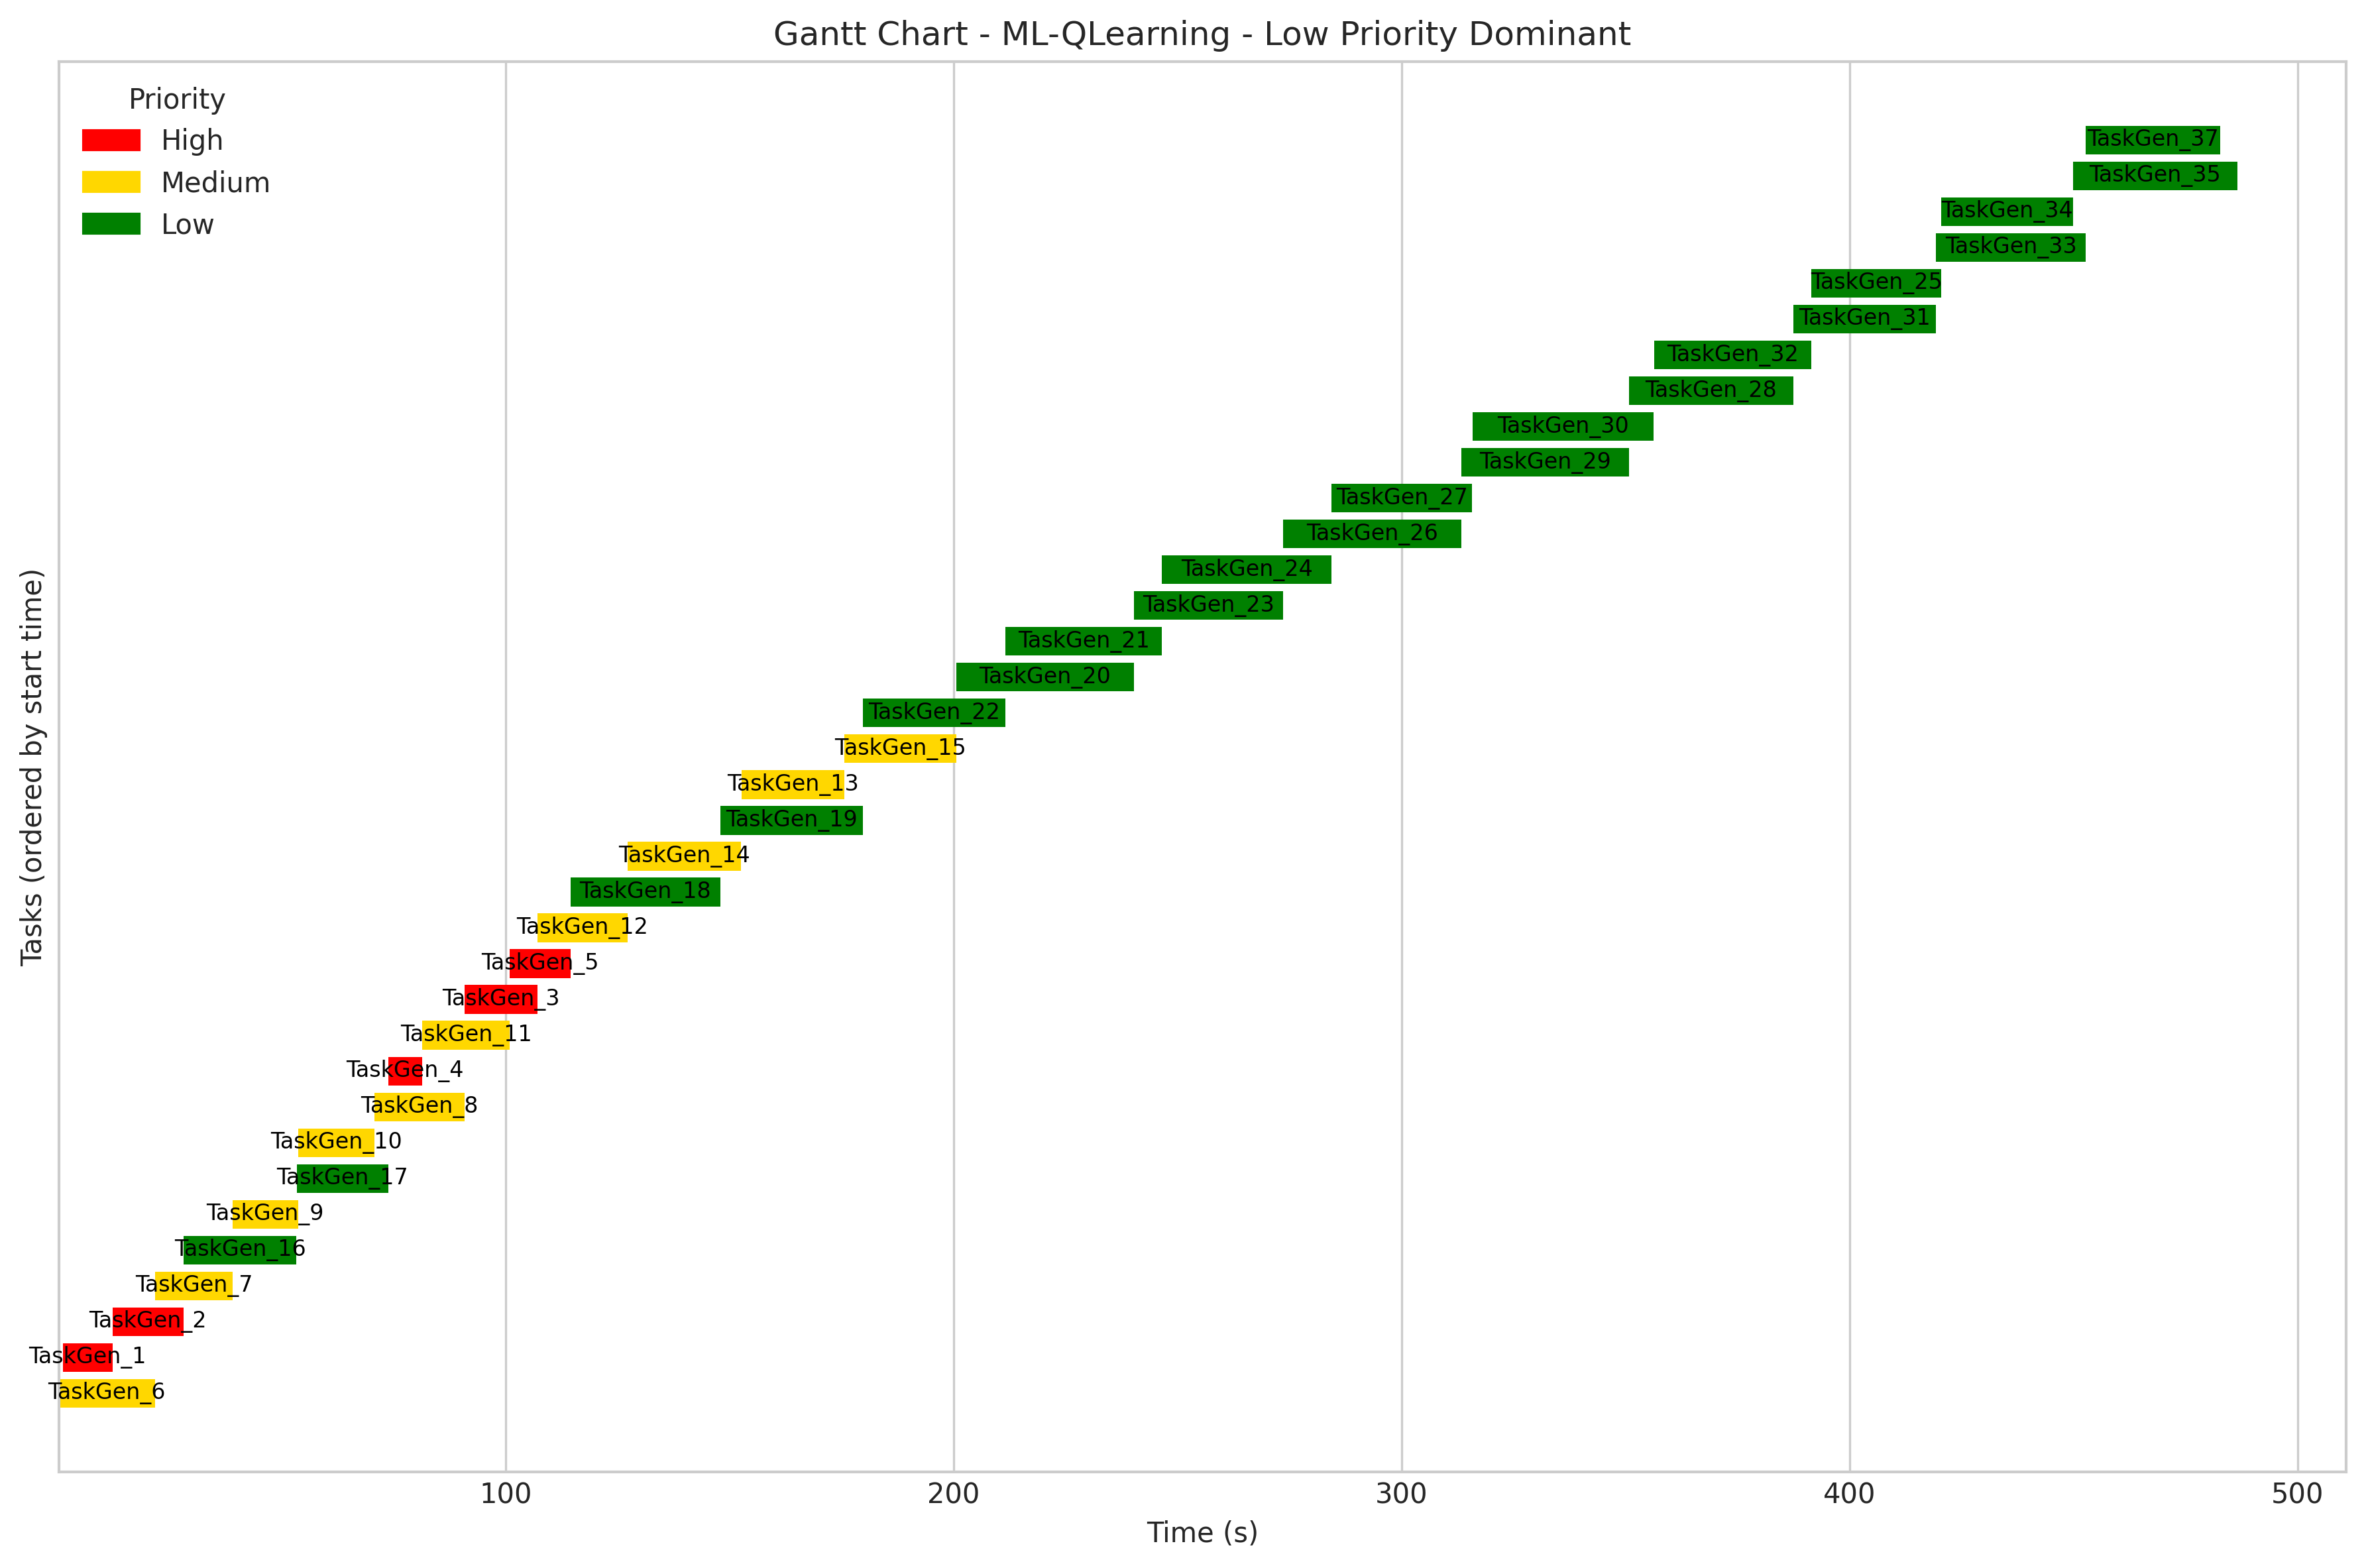 Gantt Chart - ML-QLearning - Low Priority Dominant
Priority
High
Medium
Low
TaskGen_37
TaskGen_35
TaskGen_34
TaskGen_33
TaskGen_25
TaskGen_31
TaskGen_32
TaskGen_28
TaskGen_30
TaskGen_29
TaskGen_27
TaskGen_26
TaskGen_24
TaskGen_23
TaskGen_21
TaskGen_20
TaskGen_22
TaskGen_15
TaskGen_13
TaskGen_19
TaskGen_14
TaskGen_18
TaskGen_12
TaskGen_5
TaskGen_3
TaskGen_11
TaskGen_4
TaskGen_8
TaskGen_10
TaskGen_17
TaskGen_9
TaskGen_16
TaskGen_7
TaskGen_2
TaskGen_1
TaskGen_6
Tasks (ordered by start time)
100 200 300 400 500
Time (s)